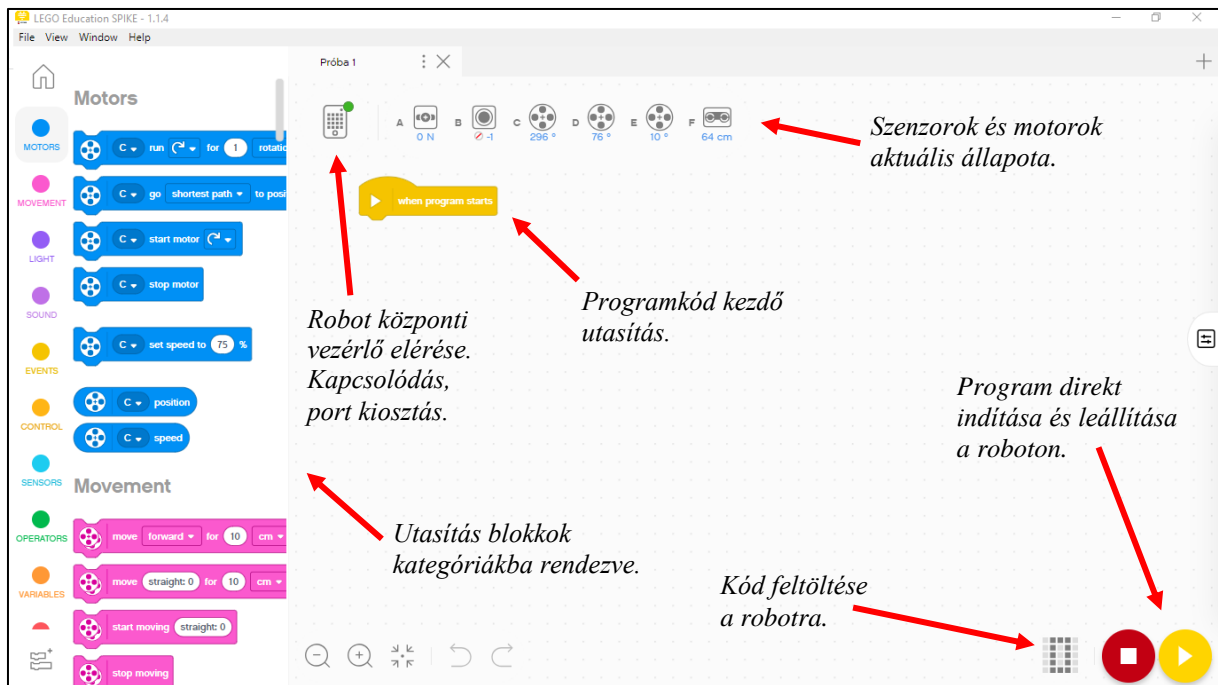 LEGO Education SPIKE - 1.1.4
File View Window Help
Próba 1
Motors
MOTORS
MOVEMENT
LIGHT
SOUND
EVENTS
CONTROL
SENSORS
OPERATORS
VARIABLES
C run for 1 rotatic
C go shortest path to posi
C start motor
C stop motor
C set speed to 75 %
C position
C speed
Movement
move forward for 10 cm
move straight: 0 for 10 cm
start moving straight: 0
stop moving
A 0 N
B -1
C 296 °
D 76 °
E 10 °
F 64 cm
when program starts
Szenzorok és motorok
aktuális állapota.
Programkód kezdő
utasítás.
Robot központi
vezérlő elérése.
Kapcsolódás,
port kiosztás.
Program direkt
indítása és leállítása
a roboton.
Utasítás blokkok
kategóriákba rendezve.
Kód feltöltése
a robotra.